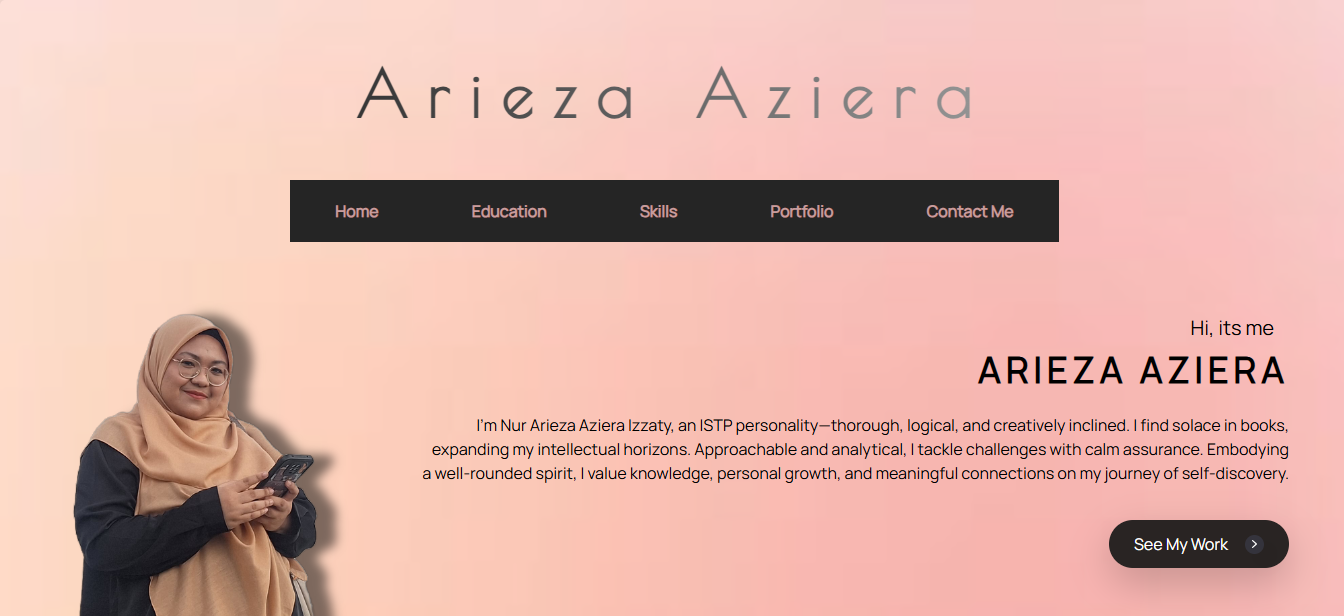 Arieza Aziera
Home Education Skills Portfolio Contact Me
Hi, its me
ARIEZA AZIERA
I'm Nur Arieza Aziera Izzaty, an ISTP personality—thorough, logical, and creatively inclined. I find solace in books,
expanding my intellectual horizons. Approachable and analytical, I tackle challenges with calm assurance. Embodying
a well-rounded spirit, I value knowledge, personal growth, and meaningful connections on my journey of self-discovery.
See My Work